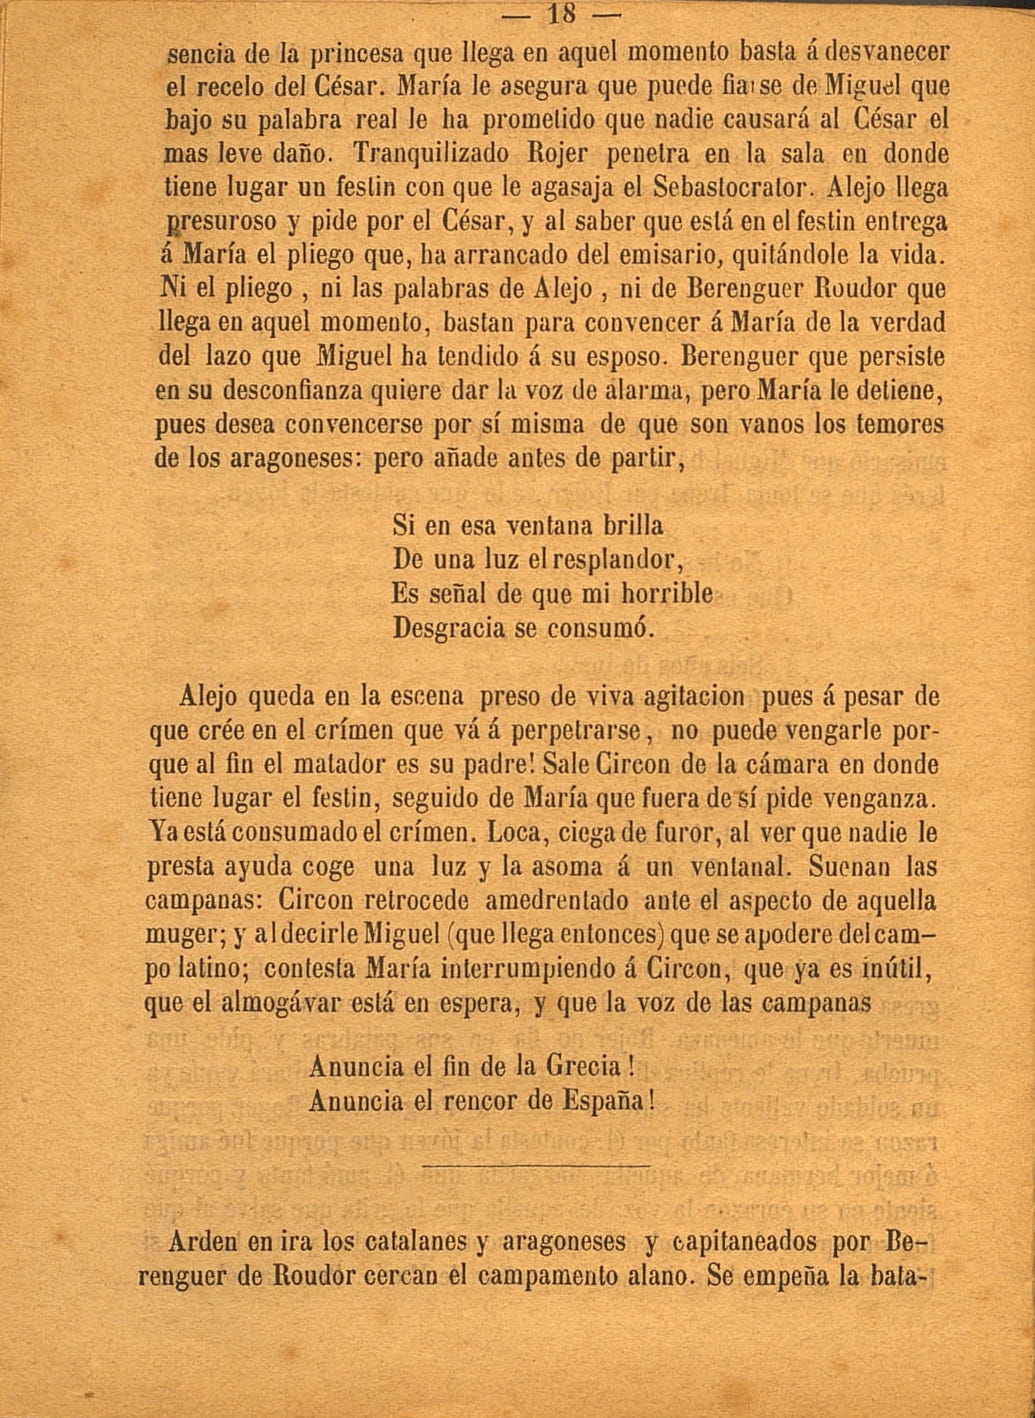 — 18 —
sencia de la princesa que llega en aquel momento basta á desvanecer
el recelo del César. María le asegura que puede fiarse de Miguel que
bajo su palabra real le ha prometido que nadie causará al César el
mas leve daño. Tranquilizado Rojer penetra en la sala en donde
tiene lugar un festin con que le agasaja el Sebastocrator. Alejo llega
presuroso y pide por el César, y al saber que está en el festin entrega
á María el pliego que, ha arrancado del emisario, quitándole la vida.
Ni el pliego , ni las palabras de Alejo , ni de Berenguer Roudor que
llega en aquel momento, bastan para convencer á María de la verdad
del lazo que Miguel ha tendido á su esposo. Berenguer que persiste
en su desconfianza quiere dar la voz de alarma, pero María le detiene,
pues desea convencerse por sí misma de que son vanos los temores
de los aragoneses: pero añade antes de partir,
Si en esa ventana brilla
De una luz el resplandor,
Es señal de que mi horrible
Desgracia se consumó.
Alejo queda en la escena preso de viva agitacion pues á pesar de
que crée en el crímen que vá á perpetrarse, no puede vengarle por-
que al fin el matador es su padre! Sale Circon de la cámara en donde
tiene lugar el festin, seguido de María que fuera de sí pide venganza.
Ya está consumado el crímen. Loca, ciega de furor, al ver que nadie le
presta ayuda coge una luz y la asoma á un ventanal. Suenan las
campanas: Circon retrocede amedrentado ante el aspecto de aquella
muger; y al decirle Miguel (que llega entonces) que se apodere del cam-
po latino; contesta María interrumpiendo á Circon, que ya es inútil,
que el almogávar está en espera, y que la voz de las campanas
Anuncia el fin de la Grecia !
Anuncia el rencor de España!
Arden en ira los catalanes y aragoneses y capitaneados por Be-
renguer de Roudor cercan el campamento alano. Se empeña la bata-